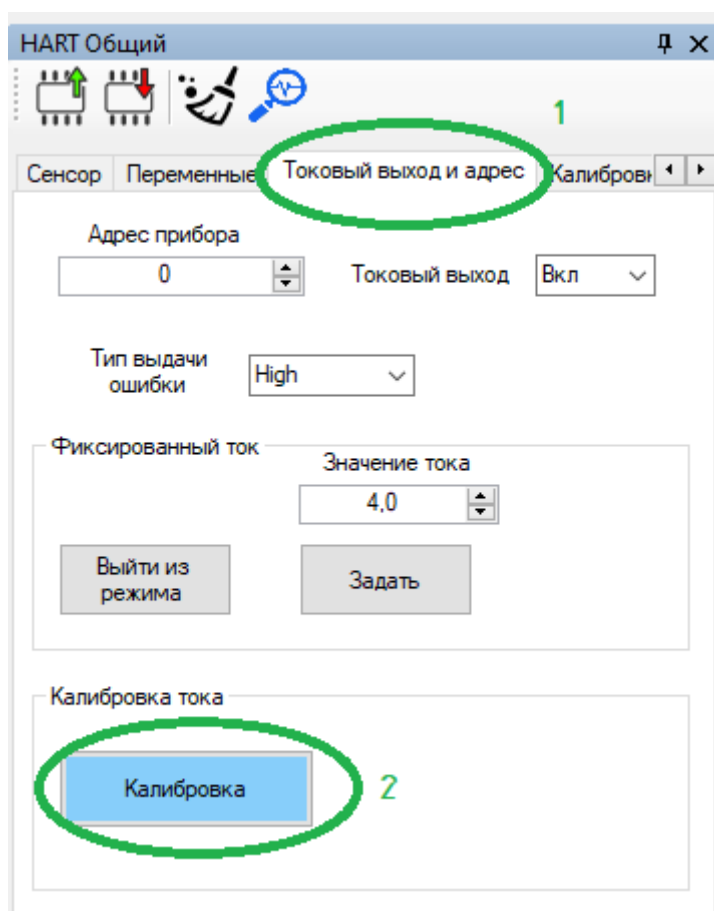 HART Общий
1
Сенсор Переменные Токовый выход и адрес Калибровк
Адрес прибора
0
Токовый выход Вкл
Тип выдачи
ошибки
High
Фиксированный ток
Значение тока
4,0
Выйти из
режима
Задать
Калибровка тока
Калибровка
2